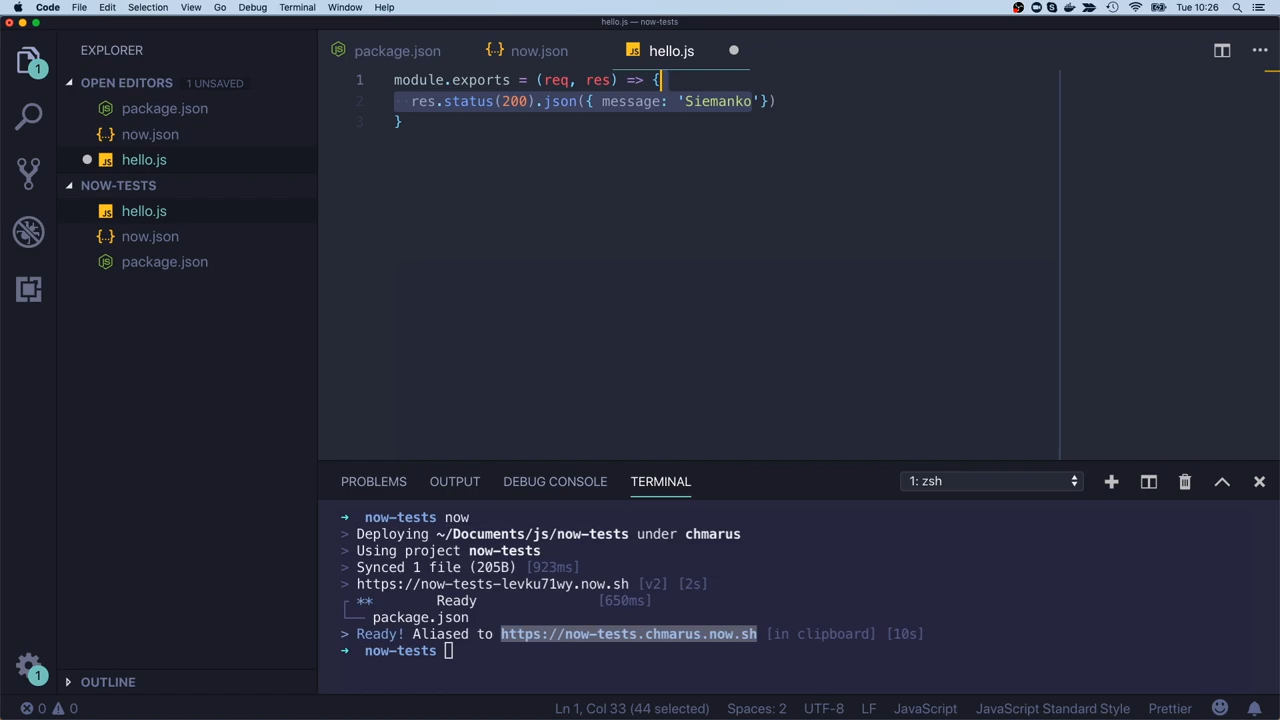 Code File Edit Selection View Go Debug Terminal Window Help Tue 10:26
hello.js — now-tests
EXPLORER
OPEN EDITORS 1 UNSAVED
package.json
{..} now.json
JS hello.js
NOW-TESTS
JS hello.js
{..} now.json
package.json
OUTLINE
1
1
package.json {..} now.json JS hello.js
1 module.exports = (req, res) => {
2 res.status(200).json({ message: 'Siemanko'})
3 }
PROBLEMS OUTPUT DEBUG CONSOLE TERMINAL 1: zsh
→ now-tests now
> Deploying ~/Documents/js/now-tests under chmarus
> Using project now-tests
> Synced 1 file (205B) [923ms]
> https://now-tests-levku71wy.now.sh [v2] [2s]
┌ ** Ready [650ms]
└── package.json
> Ready! Aliased to https://now-tests.chmarus.now.sh [in clipboard] [10s]
→ now-tests
0 0 Ln 1, Col 33 (44 selected) Spaces: 2 UTF-8 LF JavaScript JavaScript Standard Style Prettier